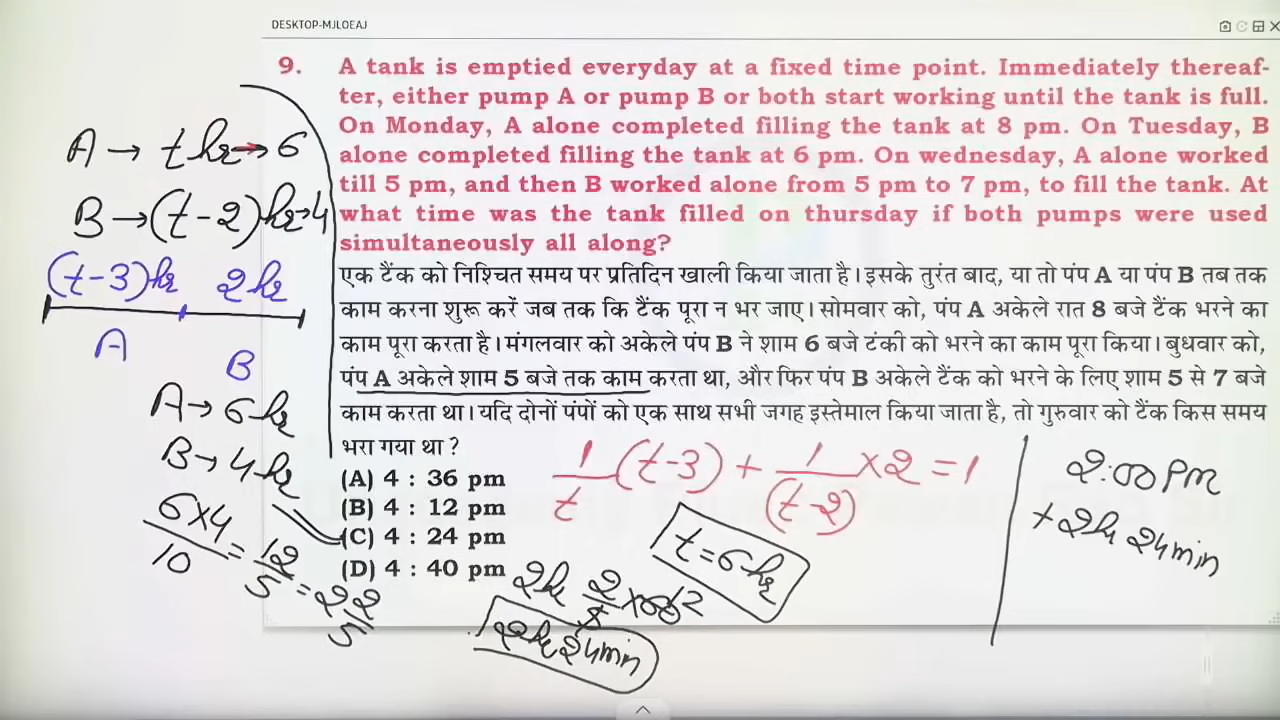 DESKTOP-MJLOEAJ
9. A tank is emptied everyday at a fixed time point. Immediately thereaf-
ter, either pump A or pump B or both start working until the tank is full.
On Monday, A alone completed filling the tank at 8 pm. On Tuesday, B
alone completed filling the tank at 6 pm. On wednesday, A alone worked
till 5 pm, and then B worked alone from 5 pm to 7 pm, to fill the tank. At
what time was the tank filled on thursday if both pumps were used
simultaneously all along?
एक टैंक को निश्चित समय पर प्रतिदिन खाली किया जाता है। इसके तुरंत बाद, या तो पंप A या पंप B तब तक
काम करना शुरू करें जब तक कि टैंक पूरा न भर जाए। सोमवार को, पंप A अकेले रात 8 बजे टैंक भरने का
काम पूरा करता है। मंगलवार को अकेले पंप B ने शाम 6 बजे टंकी को भरने का काम पूरा किया। बुधवार को,
पंप A अकेले शाम 5 बजे तक काम करता था, और फिर पंप B अकेले टैंक को भरने के लिए शाम 5 से 7 बजे
काम करता था। यदि दोनों पंपों को एक साथ सभी जगह इस्तेमाल किया जाता है, तो गुरुवार को टैंक किस समय
भरा गया था?
(A) 4 : 36 pm
(B) 4 : 12 pm
(C) 4 : 24 pm
(D) 4 : 40 pm
A → t hr → 6
B → (t-2) hr → 4
(t-3) hr 2hr
A B
A → 6 hr
B → 4 hr
6×4/10 = 12/5 = 2 2/5
1/t (t-3) + 1/(t-2) × 2 = 1
t = 6 hr
2h 2/5 × 60 12
2hr 24min
2:00 PM
+ 2h 24 min